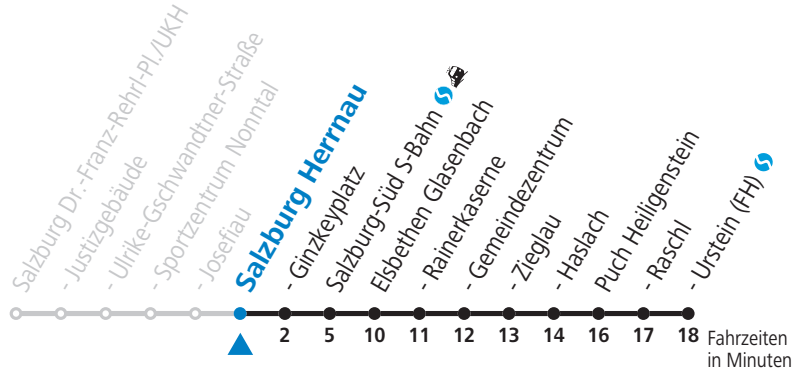 Salzburg Dr.-Franz-Rehrl-Pl./UKH
- Justizgebäude
- Ulrike-Gschwandtner-Straße
- Sportzentrum Nonntal
- Josefiau
Salzburg Herrnau
- Ginzkeyplatz
Salzburg-Süd S-Bahn
Elsbethen Glasenbach
- Rainerkaserne
- Gemeindezentrum
- Zieglau
- Haslach
Puch Heiligenstein
- Raschl
- Urstein (FH)
2 5 10 11 12 13 14 16 17 18 Fahrzeiten
in Minuten